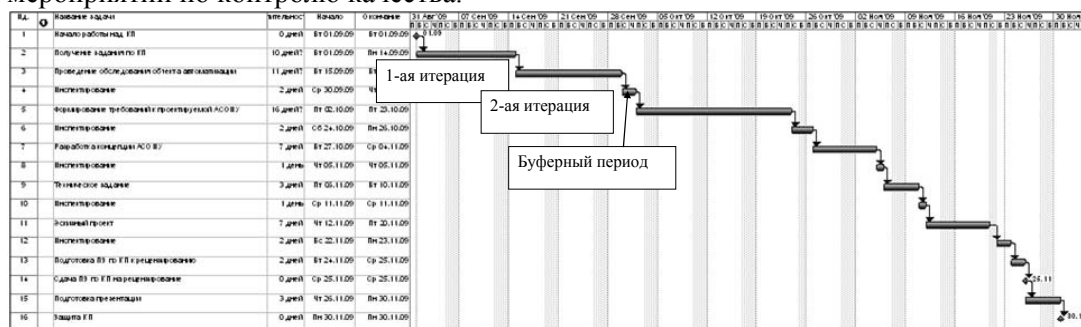 мероприятий по контролю качества.
Ид. Название задачи Начало Окончание 31 Авг '09 07 Сен '09 14 Сен '09 21 Сен '09 28 Сен '09 05 Окт '09 12 Окт '09 19 Окт '09 26 Окт '09 02 Ноя '09 09 Ноя '09 16 Ноя '09 23 Ноя '09 30 Ноя
1 Начало работы над КП 0 дней Вт 01.09.09 Вт 01.09.09 01.09
2 Получение задания по КП 10 дней? Вт 01.09.09 Пн 14.09.09
3 Проведение обследования объекта автоматизации 11 дней? Вт 15.09.09
1-ая итерация
4 Инспектирование 2 дней Ср 30.09.09
2-ая итерация
5 Формирование требований к проектируемой АСОИУ 16 дней? Пт 02.10.09 Пт 23.10.09
6 Инспектирование 2 дней Сб 24.10.09 Пн 26.10.09
7 Разработка концепции АСОИУ 7 дней Вт 27.10.09 Ср 04.11.09
Буферный период
8 Инспектирование 1 день Чт 05.11.09 Чт 05.11.09
9 Техническое задание 3 дней Пт 06.11.09 Вт 10.11.09
10 Инспектирование 1 день Ср 11.11.09 Ср 11.11.09
11 Эскизный проект 7 дней Чт 12.11.09 Пт 20.11.09
12 Инспектирование 2 дней Вс 22.11.09 Пн 23.11.09
13 Подготовка ПЗ по КП к рецензированию 2 дней Вт 24.11.09 Ср 25.11.09
14 Сдача ПЗ по КП на рецензирование 0 дней Ср 25.11.09 Ср 25.11.09 25.11
15 Подготовка презентации 3 дней Чт 26.11.09 Пн 30.11.09
16 Защита КП 0 дней Пн 30.11.09 Пн 30.11.09